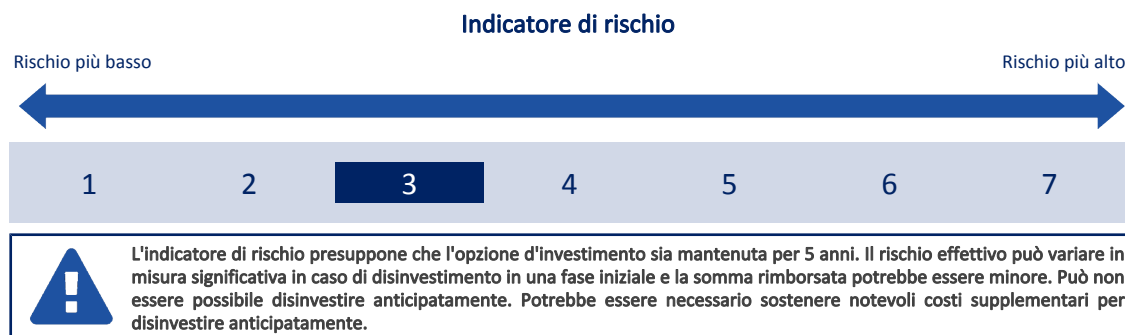 Indicatore di rischio
Rischio più basso Rischio più alto
1 2 3 4 5 6 7
L'indicatore di rischio presuppone che l'opzione d'investimento sia mantenuta per 5 anni. Il rischio effettivo può variare in
misura significativa in caso di disinvestimento in una fase iniziale e la somma rimborsata potrebbe essere minore. Può non
essere possibile disinvestire anticipatamente. Potrebbe essere necessario sostenere notevoli costi supplementari per
disinvestire anticipatamente.